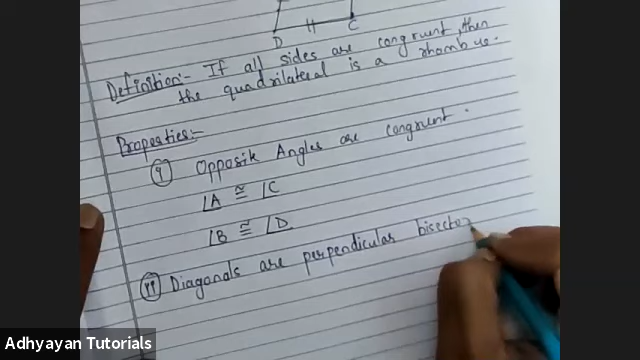 D C
Definition:- If all sides are congruent, then
the quadrilateral is a rhombus.
Properties:-
(i) Opposite Angles are congruent.
∠A ≅ ∠C
∠B ≅ ∠D
(ii) Diagonals are perpendicular bisector
Adhyayan Tutorials